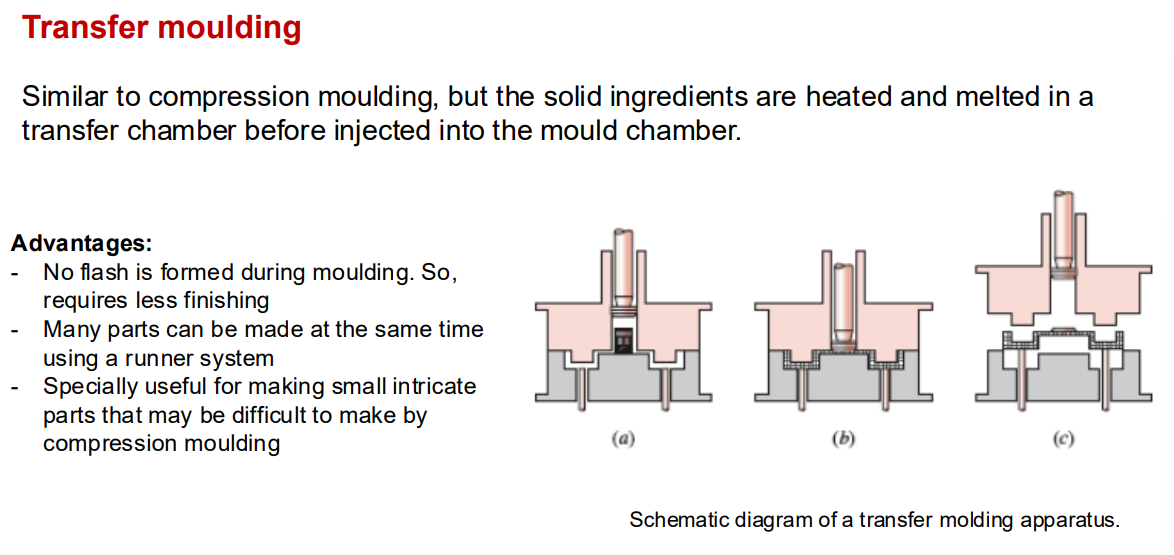 Transfer moulding
Similar to compression moulding, but the solid ingredients are heated and melted in a
transfer chamber before injected into the mould chamber.
Advantages:
- No flash is formed during moulding. So,
requires less finishing
- Many parts can be made at the same time
using a runner system
- Specially useful for making small intricate
parts that may be difficult to make by
compression moulding
(a)
(b)
(c)
Schematic diagram of a transfer molding apparatus.